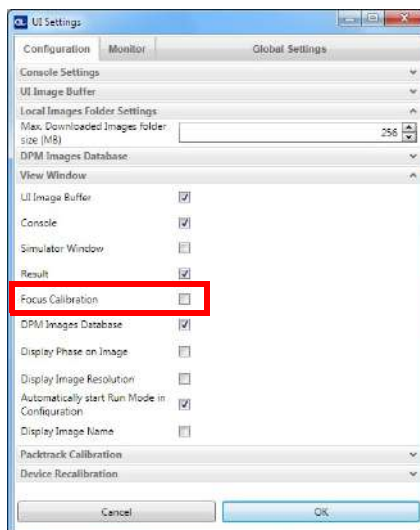 DL UI Settings
Configuration Monitor Global Settings
Console Settings
UI Image Buffer
Local Images Folder Settings
Max. Downloaded Images folder
size (MB)
256
DPM Images Database
View Window
UI Image Buffer
Console
Simulator Window
Result
Focus Calibration
DPM Images Database
Display Phase on Image
Display Image Resolution
Automatically start Run Mode in
Configuration
Display Image Name
Packtrack Calibration
Device Recalibration
Cancel OK